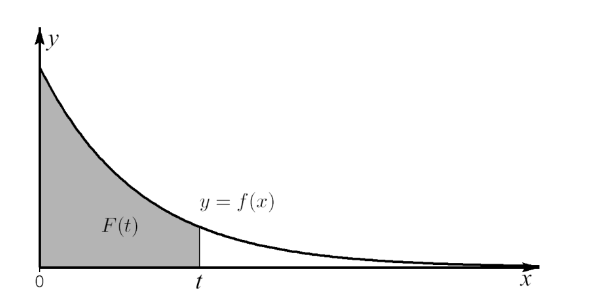 y
y = f(x)
F(t)
0
t
x